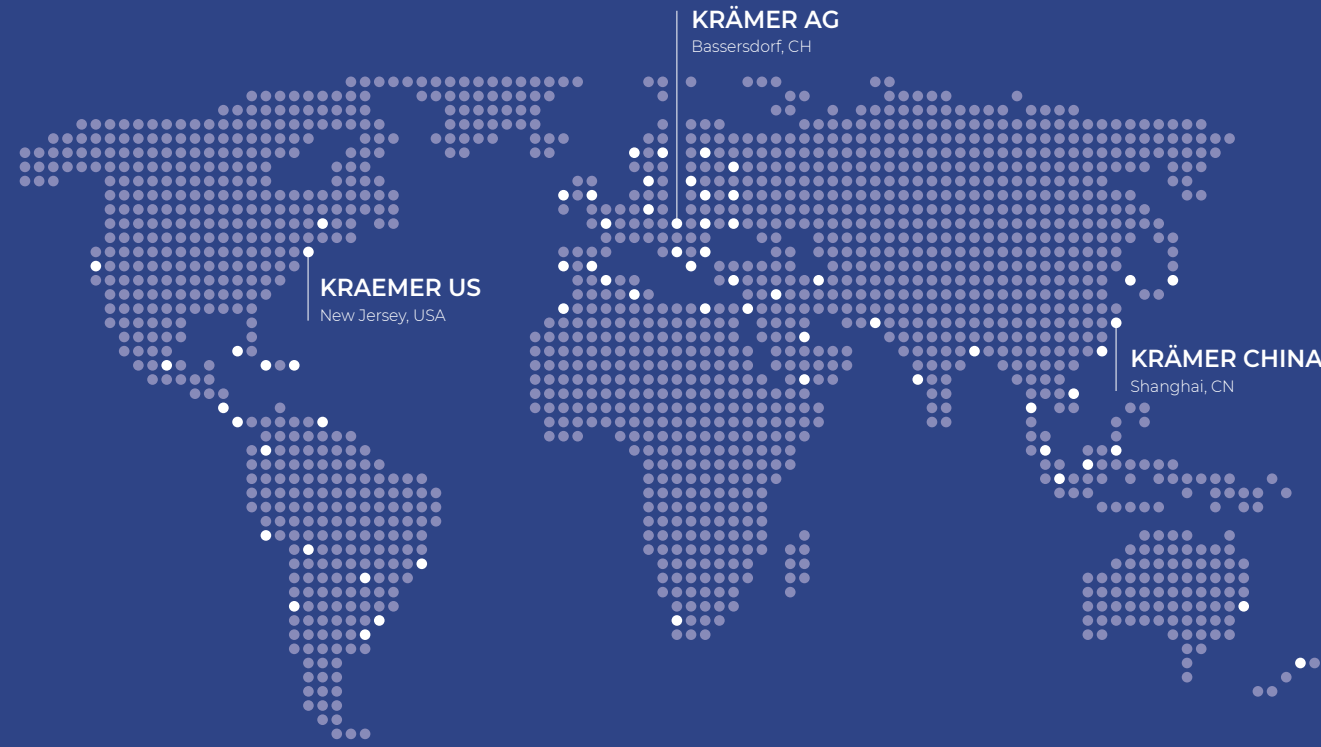 KRÄMER AG
Bassersdorf, CH
KRAEMER US
New Jersey, USA
KRÄMER CHINA
Shanghai, CN